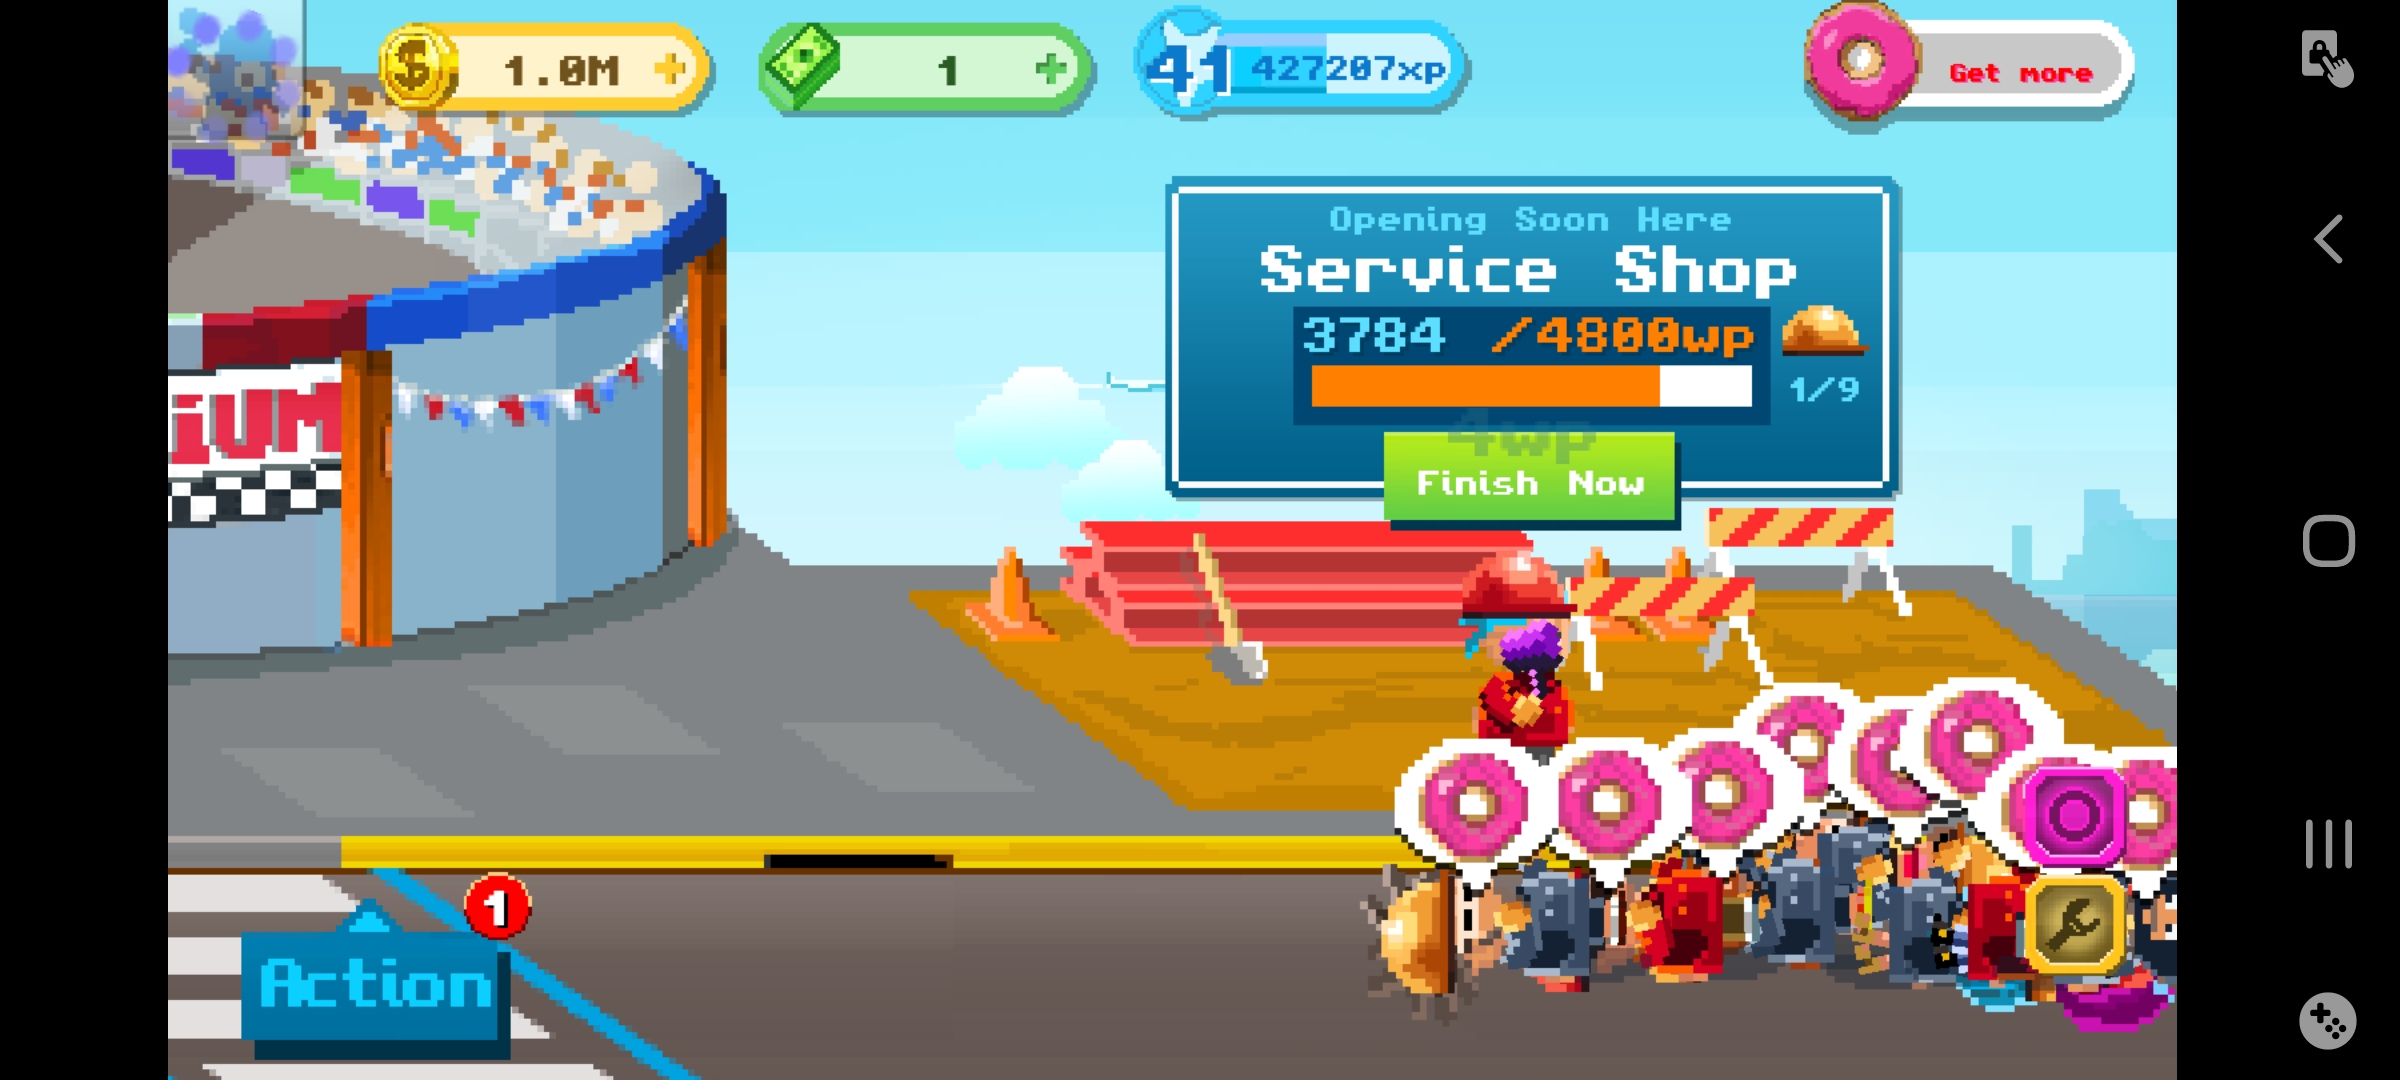 1.0M
1
41 427207xp
Get more
Opening Soon Here
Service Shop
3784 /4800wp
1/9
4wp
Finish Now
iUM
1
Action